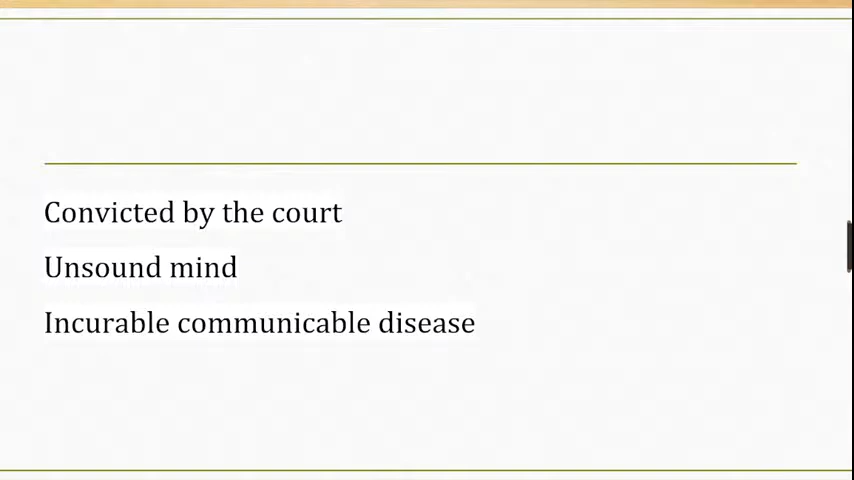 Convicted by the court
Unsound mind
Incurable communicable disease